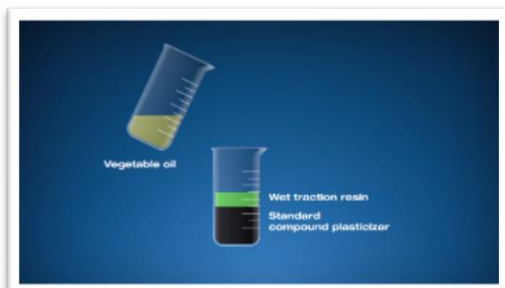 Vegetable oil
Wet traction resin
Standard
compound plasticizer